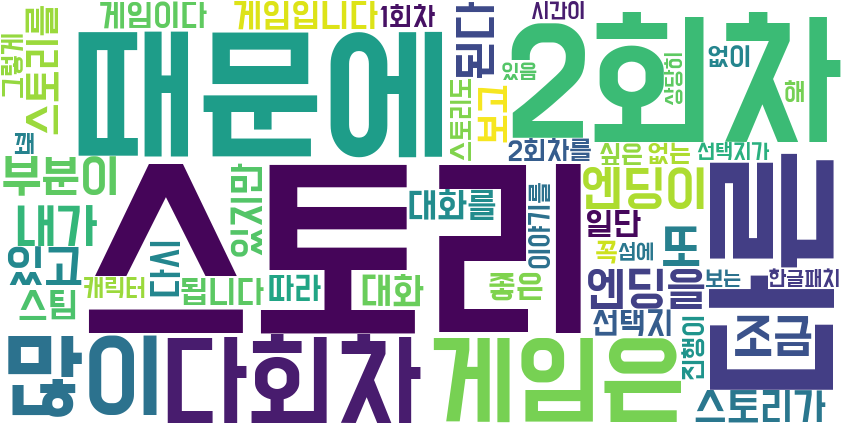 게임이다
게임입니다
1회차
시간이
그렇게
스토리를
때문에
된다
2회차
있음
상당히
없이
해
스토리도
보고
꽤
2회차를
싶은
없는
선택지가
부분이
스토리
엔딩이
내가
있지만
대화를
이야기를
일단
또
있고
다시
꼭
섬에
스팀
캐릭터
됩니다
따라
대화
좋은
엔딩을
보는
한글패치
많이
다회차
게임은
선택지
진행이
조금
스토리가